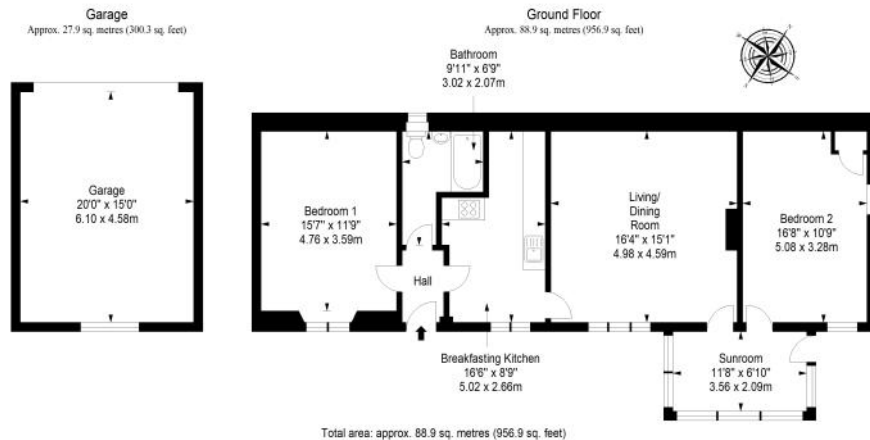 Garage
Approx. 27.9 sq. metres (300.3 sq. feet)
Ground Floor
Approx. 88.9 sq. metres (956.9 sq. feet)
Bathroom
9'11" x 6'9"
3.02 x 2.07m
Garage
20'0" x 15'0"
6.10 x 4.58m
Bedroom 1
15'7" x 11'9"
4.76 x 3.59m
Hall
Living/
Dining
Room
16'4" x 15'1"
4.98 x 4.59m
Bedroom 2
16'8" x 10'9"
5.08 x 3.28m
Breakfasting Kitchen
16'6" x 8'9"
5.02 x 2.66m
Sunroom
11'8" x 6'10"
3.56 x 2.09m
Total area: approx. 88.9 sq. metres (956.9 sq. feet)